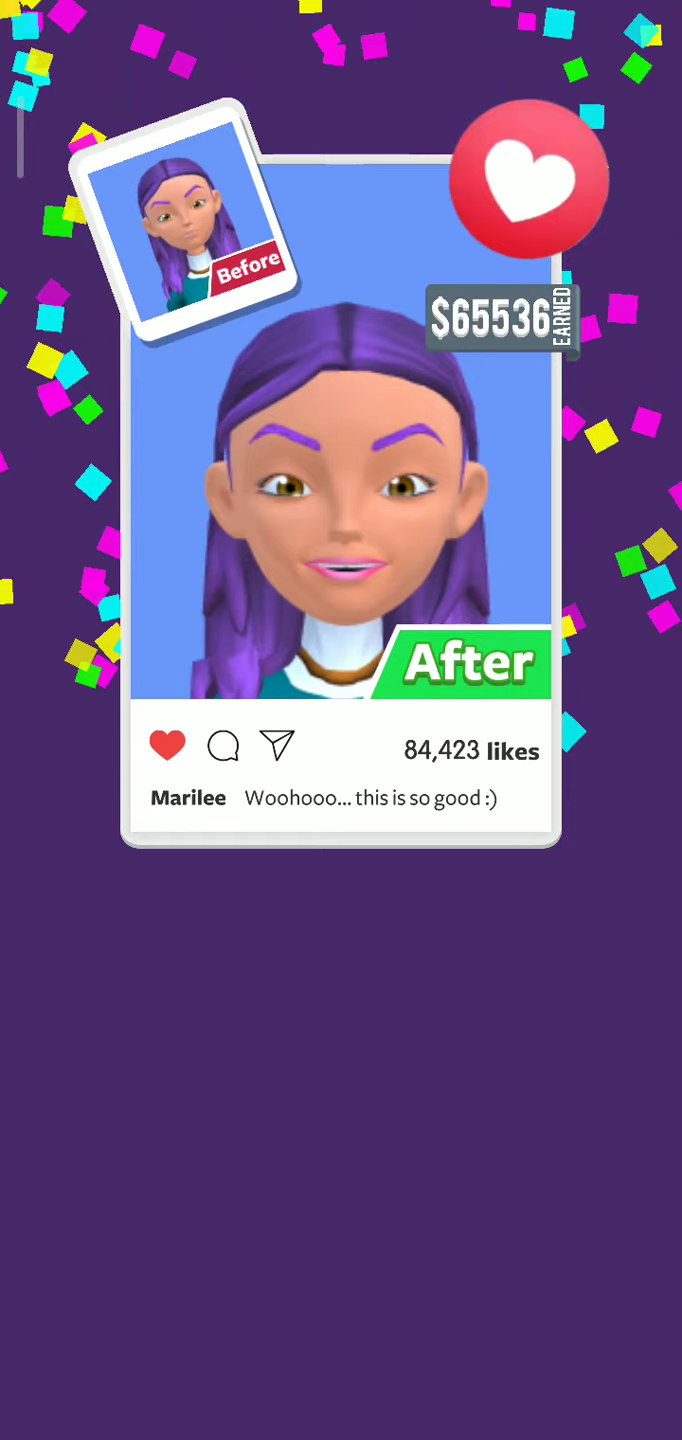 Before
$65536 EARNED
After
84,423 likes
Marilee Woohooo... this is so good :)